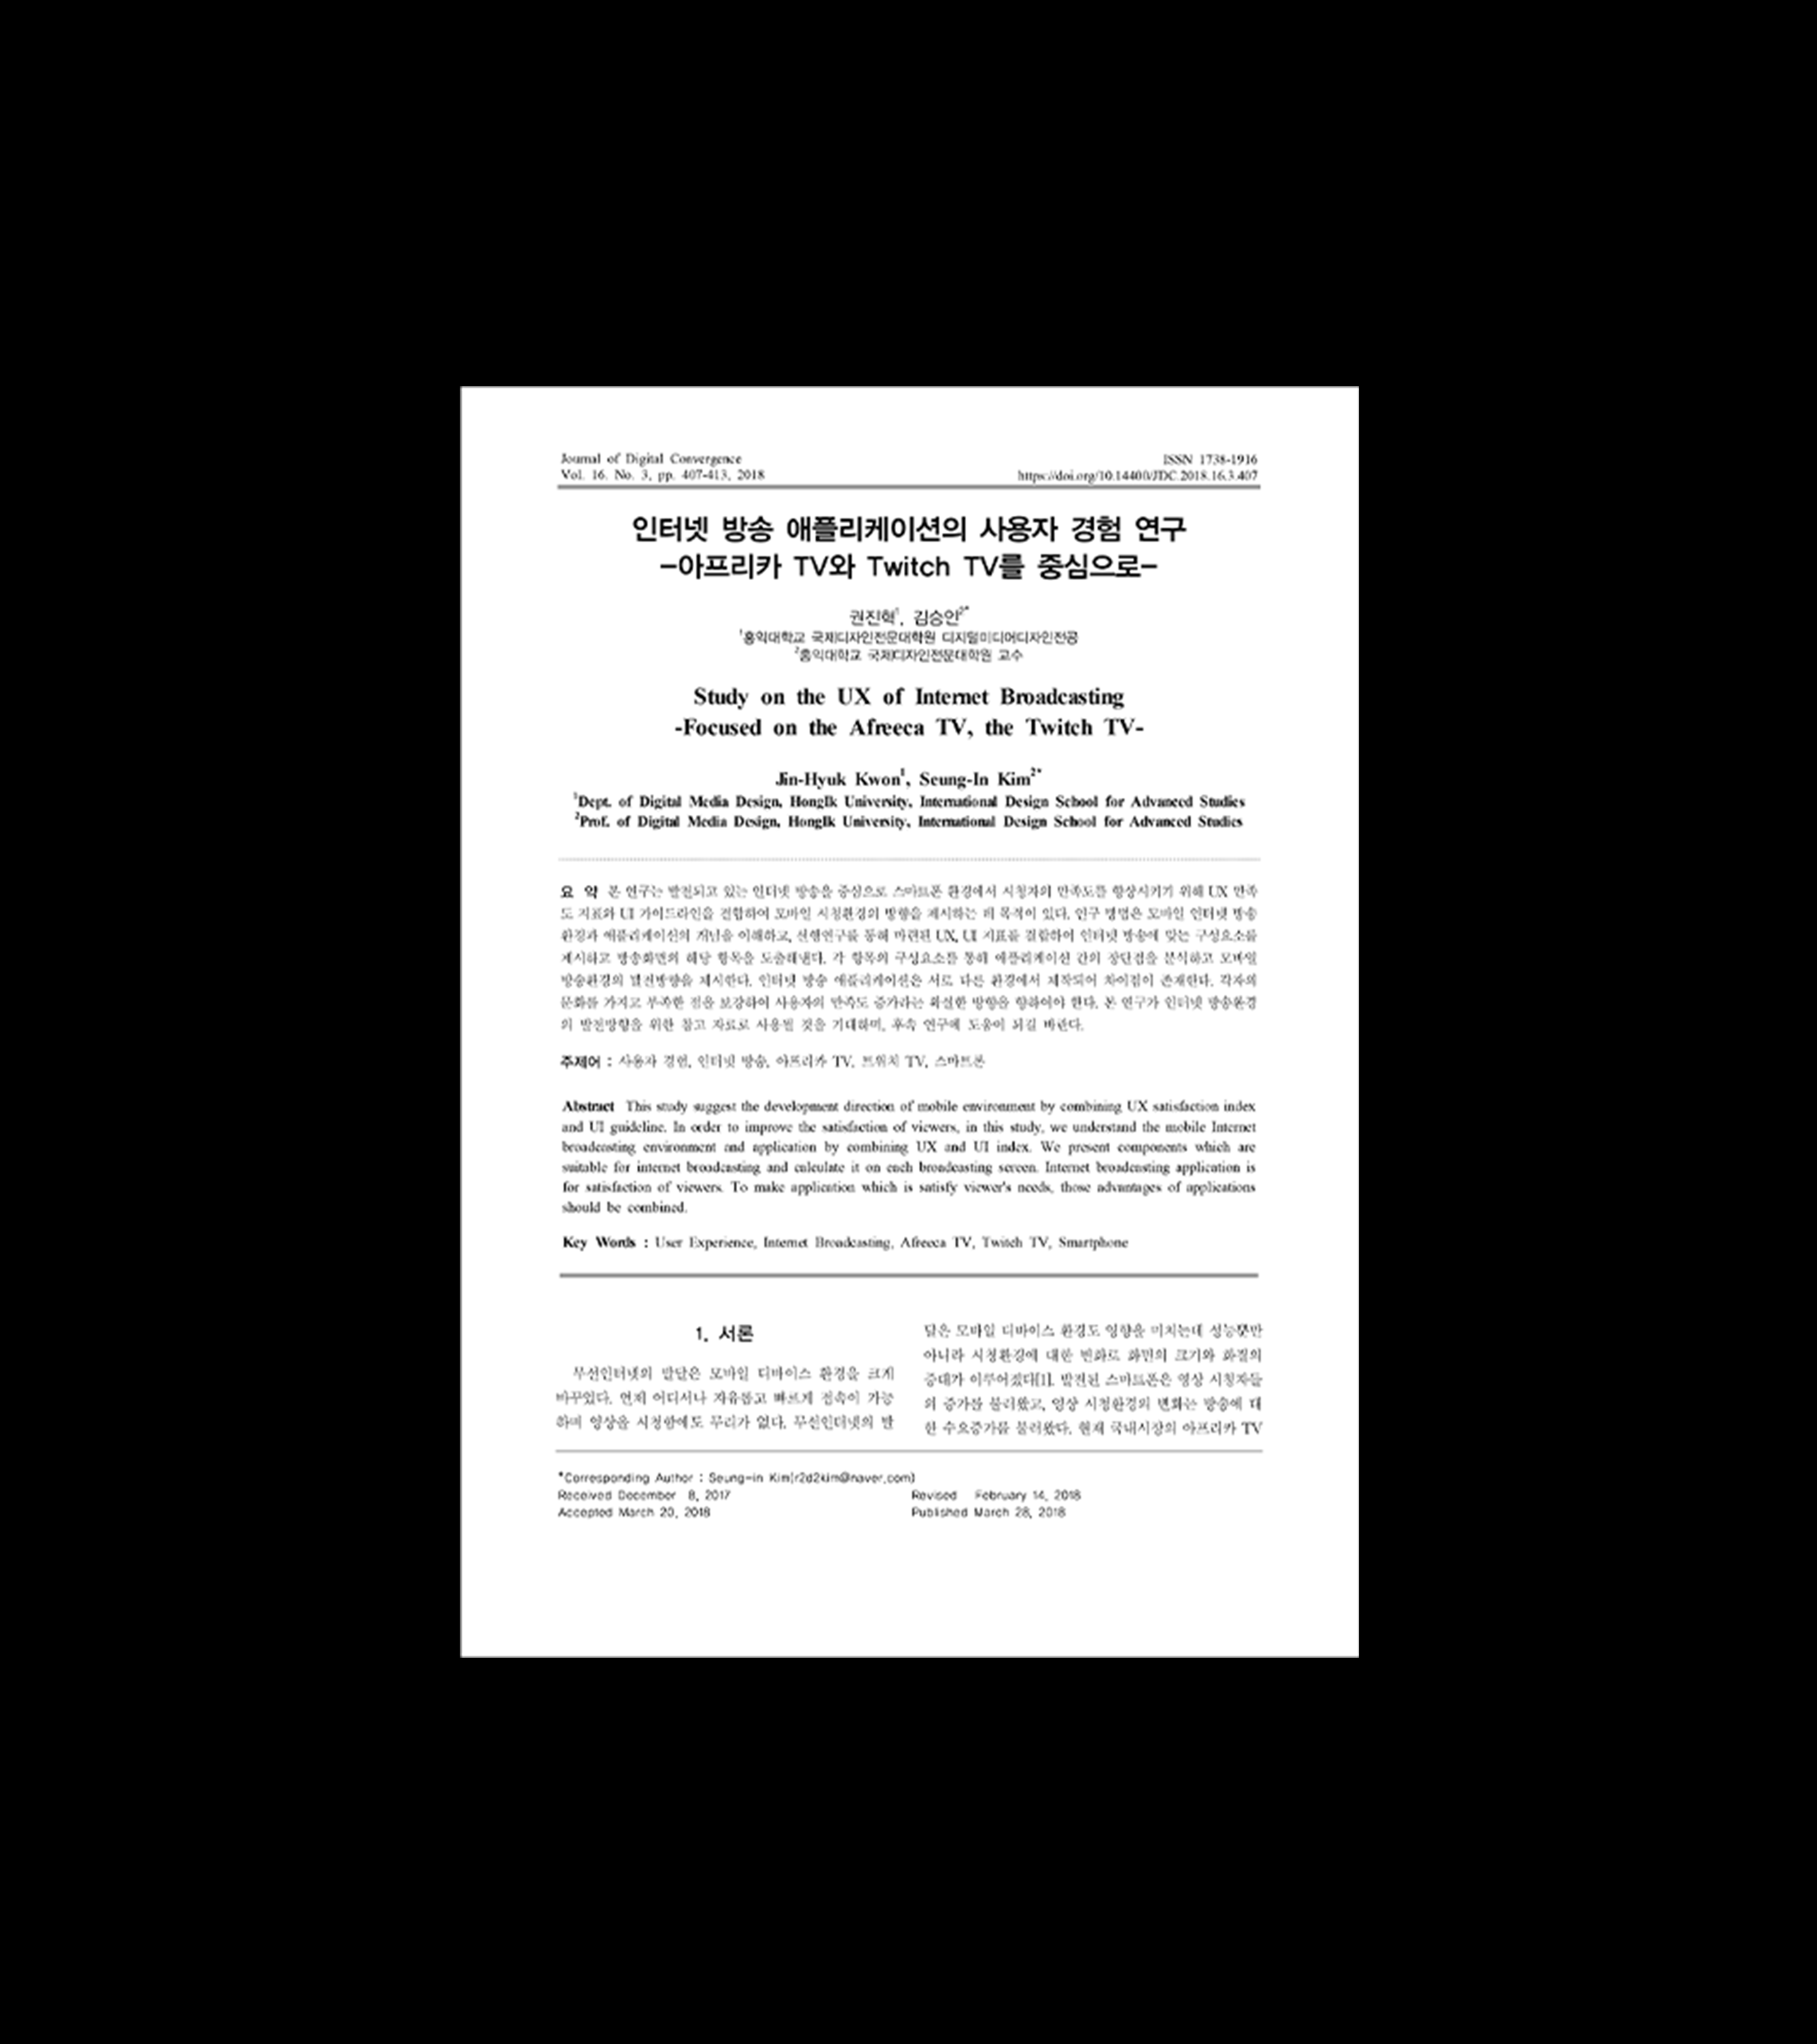 Journal of Digital Convergence
Vol. 16. No. 3, pp. 407-413, 2018
ISSN 1738-1916
https://doi.org/10.14400/JDC.2018.16.3.407
인터넷 방송 애플리케이션의 사용자 경험 연구
-아프리카 TV와 Twitch TV를 중심으로-
권진혁1, 김승인2*
1홍익대학교 국제디자인전문대학원 디지털미디어디자인전공
2홍익대학교 국제디자인전문대학원 교수
Study on the UX of Internet Broadcasting
-Focused on the Afreeca TV, the Twitch TV-
Jin-Hyuk Kwon1, Seung-In Kim2*
1Dept. of Digital Media Design, HongIk University, International Design School for Advanced Studies
2Prof. of Digital Media Design, HongIk University, International Design School for Advanced Studies
요 약 본 연구는 발전되고 있는 인터넷 방송을 중심으로 스마트폰 환경에서 시청자의 만족도를 향상시키기 위해 UX 만족
도 지표와 UI 가이드라인을 결합하여 모바일 시청환경의 방향을 제시하는 데 목적이 있다. 연구 방법은 모바일 인터넷 방송
환경과 애플리케이션의 개념을 이해하고, 선행연구를 통해 마련된 UX, UI 지표를 결합하여 인터넷 방송에 맞는 구성요소를
제시하고 방송화면의 해당 항목을 도출해낸다. 각 항목의 구성요소를 통해 애플리케이션 간의 장단점을 분석하고 모바일
방송환경의 발전방향을 제시한다. 인터넷 방송 애플리케이션은 서로 다른 환경에서 제작되어 차이점이 존재한다. 각자의
문화를 가지고 부족한 점을 보강하여 사용자의 만족도 증가라는 확실한 방향을 향하여야 한다. 본 연구가 인터넷 방송환경
의 발전방향을 위한 참고 자료로 사용될 것을 기대하며, 후속 연구에 도움이 되길 바란다.
주제어 : 사용자 경험, 인터넷 방송, 아프리카 TV, 트위치 TV, 스마트폰
Abstract This study suggest the development direction of mobile environment by combining UX satisfaction index
and UI guideline. In order to improve the satisfaction of viewers, in this study, we understand the mobile Internet
broadcasting environment and application by combining UX and UI index. We present components which are
suitable for internet broadcasting and calculate it on each broadcasting screen. Internet broadcasting application is
for satisfaction of viewers. To make application which is satisfy viewer's needs, those advantages of applications
should be combined.
Key Words : User Experience, Internet Broadcasting, Afreeca TV, Twitch TV, Smartphone
1. 서론
무선인터넷의 발달은 모바일 디바이스 환경을 크게
바꾸었다. 언제 어디서나 자유롭고 빠르게 접속이 가능
하며 영상을 시청함에도 무리가 없다. 무선인터넷의 발
달은 모바일 디바이스 환경도 영향을 미치는데 성능뿐만
아니라 시청환경에 대한 변화로 화면의 크기와 화질의
증대가 이루어졌다[1]. 발전된 스마트폰은 영상 시청자들
의 증가를 불러왔고, 영상 시청환경의 변화는 방송에 대
한 수요증가를 불러왔다. 현재 국내시장의 아프리카 TV
*Corresponding Author : Seung-in Kim(r2d2kim@naver.com)
Received December 8, 2017
Revised February 14, 2018
Accepted March 20, 2018
Published March 28, 2018